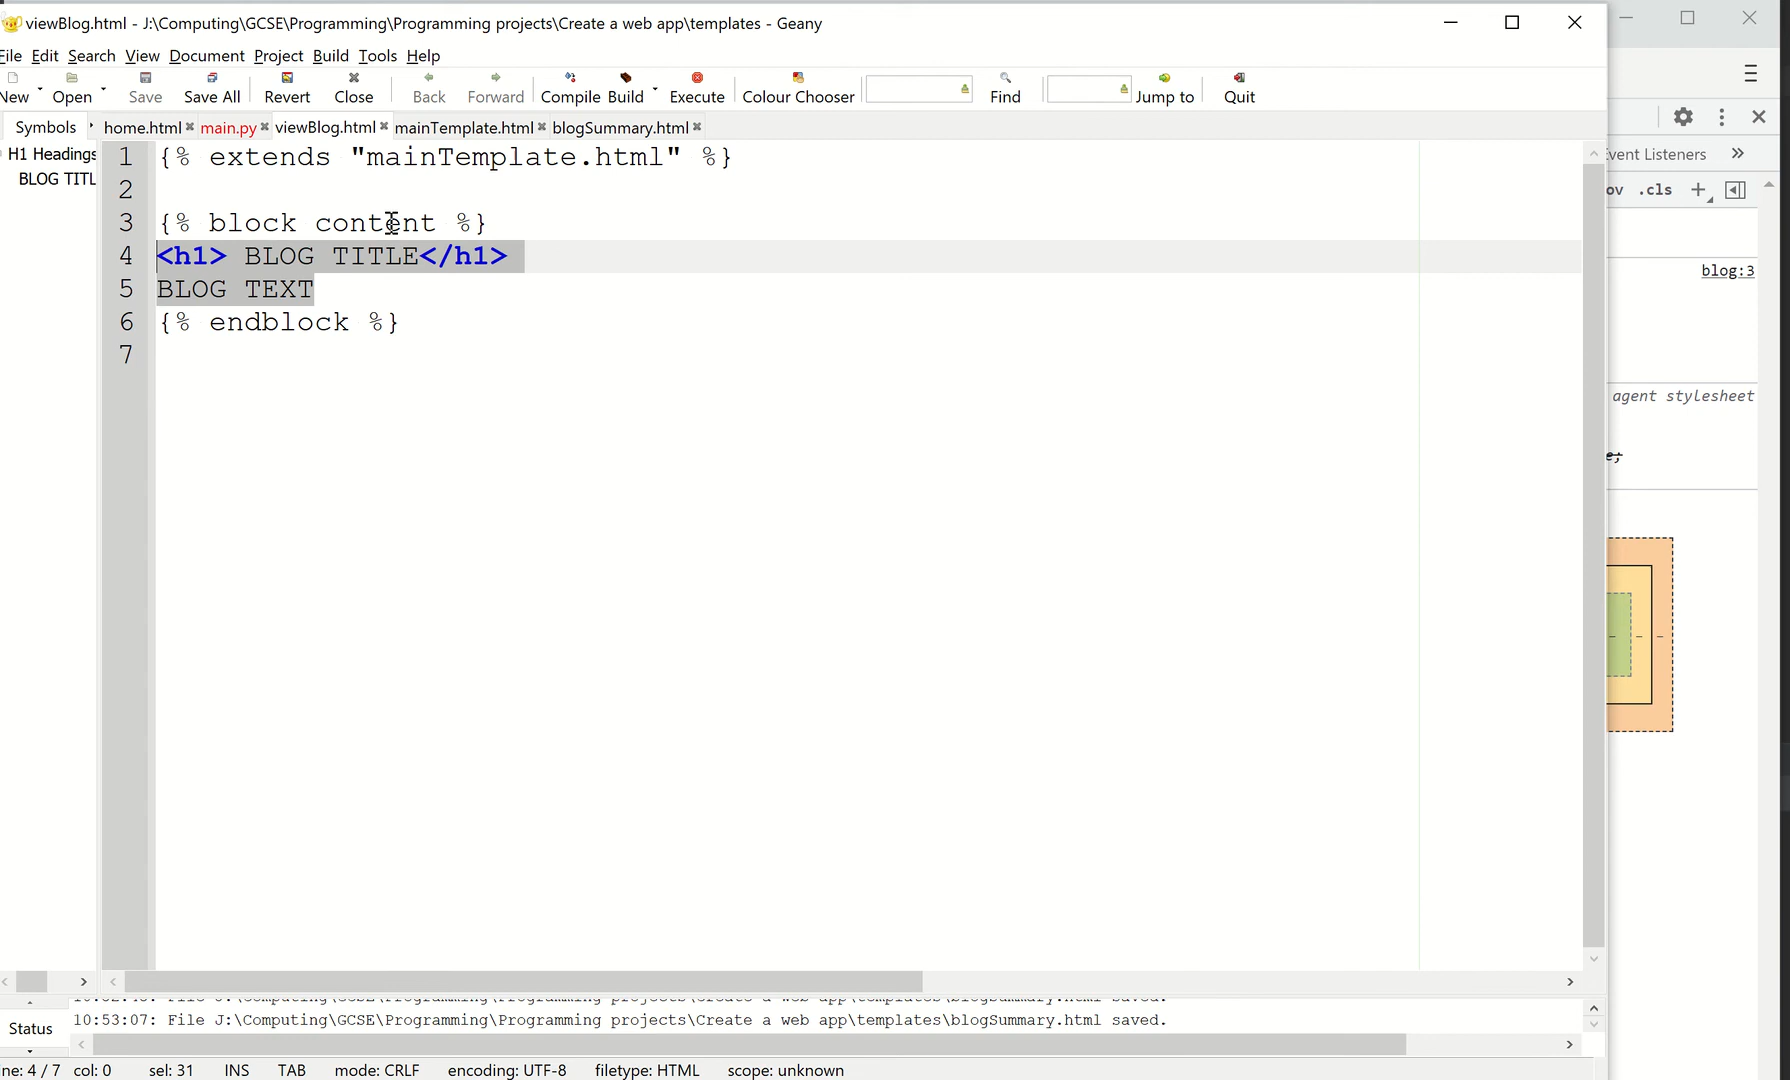 viewBlog.html - J:\Computing\GCSE\Programming\Programming projects\Create a web app\templates - Geany
File Edit Search View Document Project Build Tools Help
New Open Save Save All Revert Close Back Forward Compile Build Execute Colour Chooser Find Jump to Quit
Symbols home.html main.py viewBlog.html mainTemplate.html blogSummary.html
H1 Headings
BLOG TITL
1 {% extends "mainTemplate.html" %}
2
3 {% block content %}
4 <h1> BLOG TITLE</h1>
5 BLOG TEXT
6 {% endblock %}
7
Event Listeners
ov .cls
blog:3
agent stylesheet
e;
Status
10:53:07: File J:\Computing\GCSE\Programming\Programming projects\Create a web app\templates\blogSummary.html saved.
ine: 4 / 7 col: 0 sel: 31 INS TAB mode: CRLF encoding: UTF-8 filetype: HTML scope: unknown